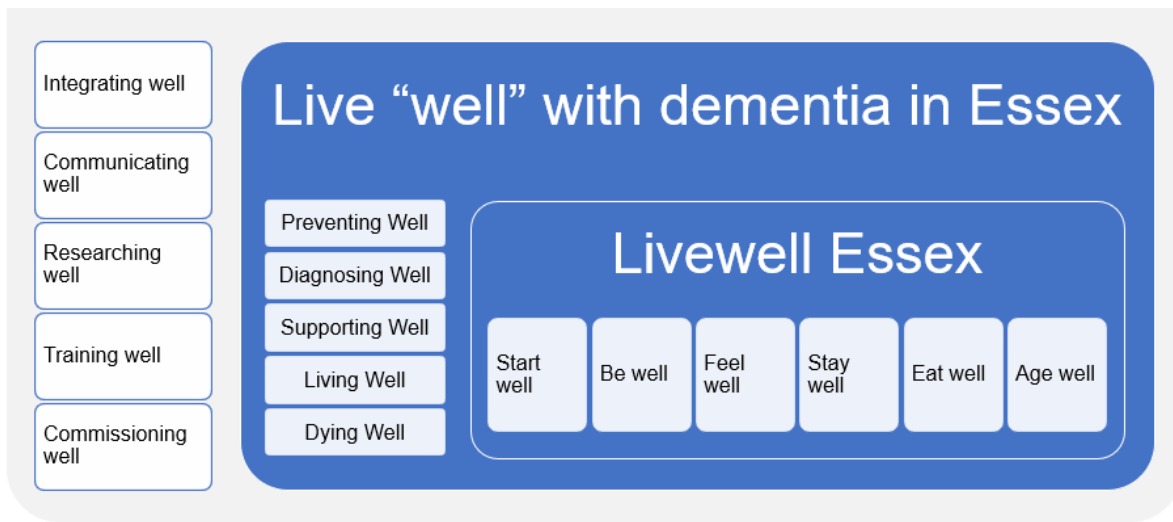 Integrating well
Communicating
well
Researching
well
Training well
Commissioning
well
Live “well” with dementia in Essex
Preventing Well
Diagnosing Well
Supporting Well
Living Well
Dying Well
Livewell Essex
Start
well
Be well
Feel
well
Stay
well
Eat well
Age well